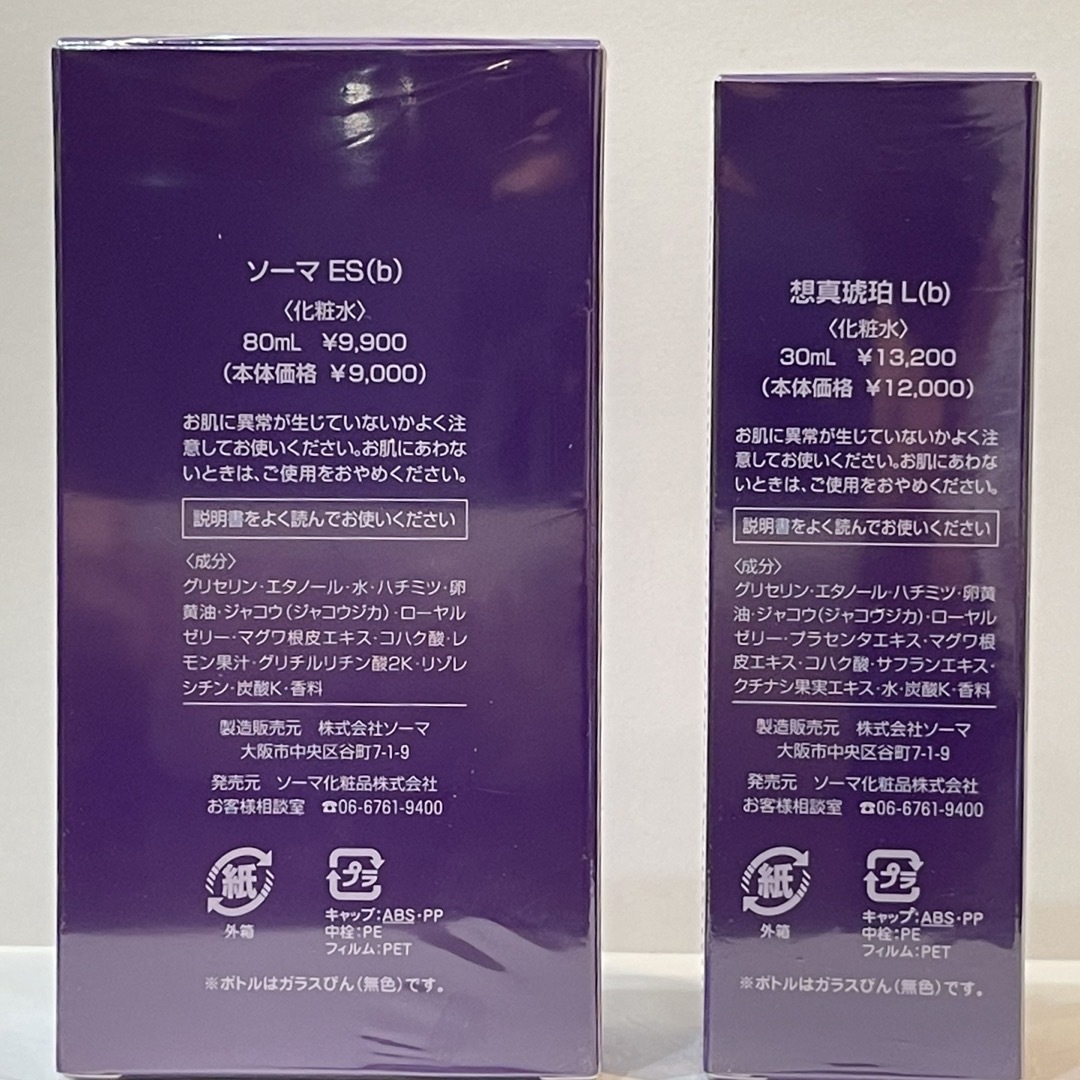 ソーマ ES(b)
〈化粧水〉
80mL ¥9,900
(本体価格 ¥9,000)
お肌に異常が生じていないかよく注
意してお使いください。お肌にあわな
いときは、ご使用をおやめください。
説明書をよく読んでお使いください
〈成分〉
グリセリン・エタノール・水・ハチミツ・卵
黄油・ジャコウ(ジャコウジカ)・ローヤル
ゼリー・マグワ根皮エキス・コハク酸・レ
モン果汁・グリチルリチン酸2K・リゾレ
シチン・炭酸K・香料
製造販売元 株式会社ソーマ
大阪市中央区谷町7-1-9
発売元 ソーマ化粧品株式会社
お客様相談室 ☎06-6761-9400
紙
外箱
プラ
キャップ:ABS・PP
中栓:PE
フィルム:PET
※ボトルはガラスびん(無色)です。
想真琥珀 L(b)
〈化粧水〉
30mL ¥13,200
(本体価格 ¥12,000)
お肌に異常が生じていないかよく注
意してお使いください。お肌にあわな
いときは、ご使用をおやめください。
説明書をよく読んでお使いください
〈成分〉
グリセリン・エタノール・ハチミツ・卵黄
油・ジャコウ(ジャコウジカ)・ローヤル
ゼリー・プラセンタエキス・マグワ根
皮エキス・コハク酸・サフランエキス・
クチナシ果実エキス・水・炭酸K・香料
製造販売元 株式会社ソーマ
大阪市中央区谷町7-1-9
発売元 ソーマ化粧品株式会社
お客様相談室 ☎06-6761-9400
紙
外箱
プラ
キャップ:ABS・PP
中栓:PE
フィルム:PET
※ボトルはガラスびん(無色)です。